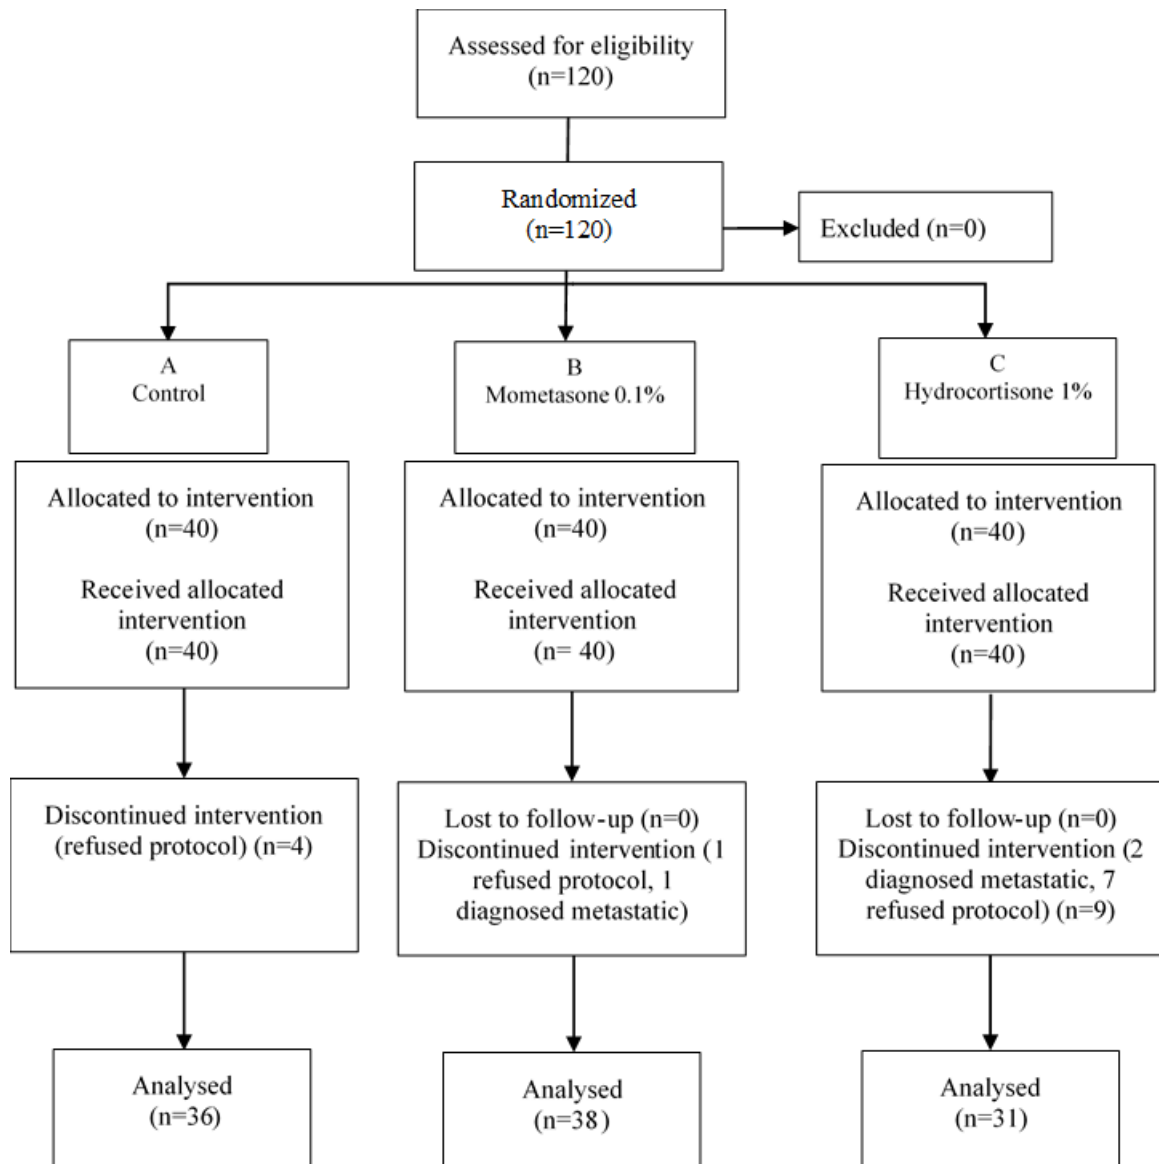 Assessed for eligibility
(n=120)
Randomized
(n=120)
Excluded (n=0)
A
Control
B
Mometasone 0.1%
C
Hydrocortisone 1%
Allocated to intervention
(n=40)
Received allocated
intervention
(n=40)
Allocated to intervention
(n=40)
Received allocated
intervention
(n= 40)
Allocated to intervention
(n=40)
Received allocated
intervention
(n=40)
Discontinued intervention
(refused protocol) (n=4)
Lost to follow-up (n=0)
Discontinued intervention (1
refused protocol, 1
diagnosed metastatic)
Lost to follow-up (n=0)
Discontinued intervention (2
diagnosed metastatic, 7
refused protocol) (n=9)
Analysed
(n=36)
Analysed
(n=38)
Analysed
(n=31)